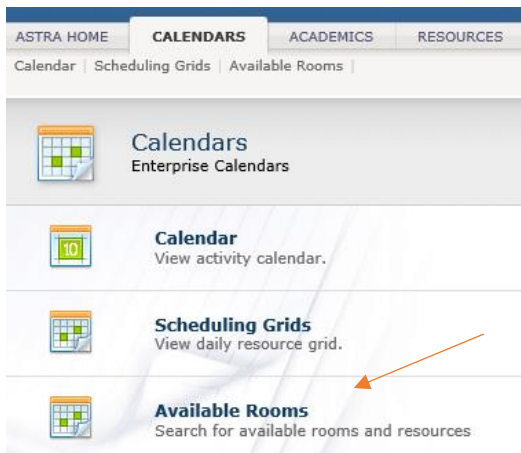 ASTRA HOME CALENDARS ACADEMICS RESOURCES
Calendar | Scheduling Grids | Available Rooms |
Calendars
Enterprise Calendars
10
Calendar
View activity calendar.
Scheduling Grids
View daily resource grid.
Available Rooms
Search for available rooms and resources